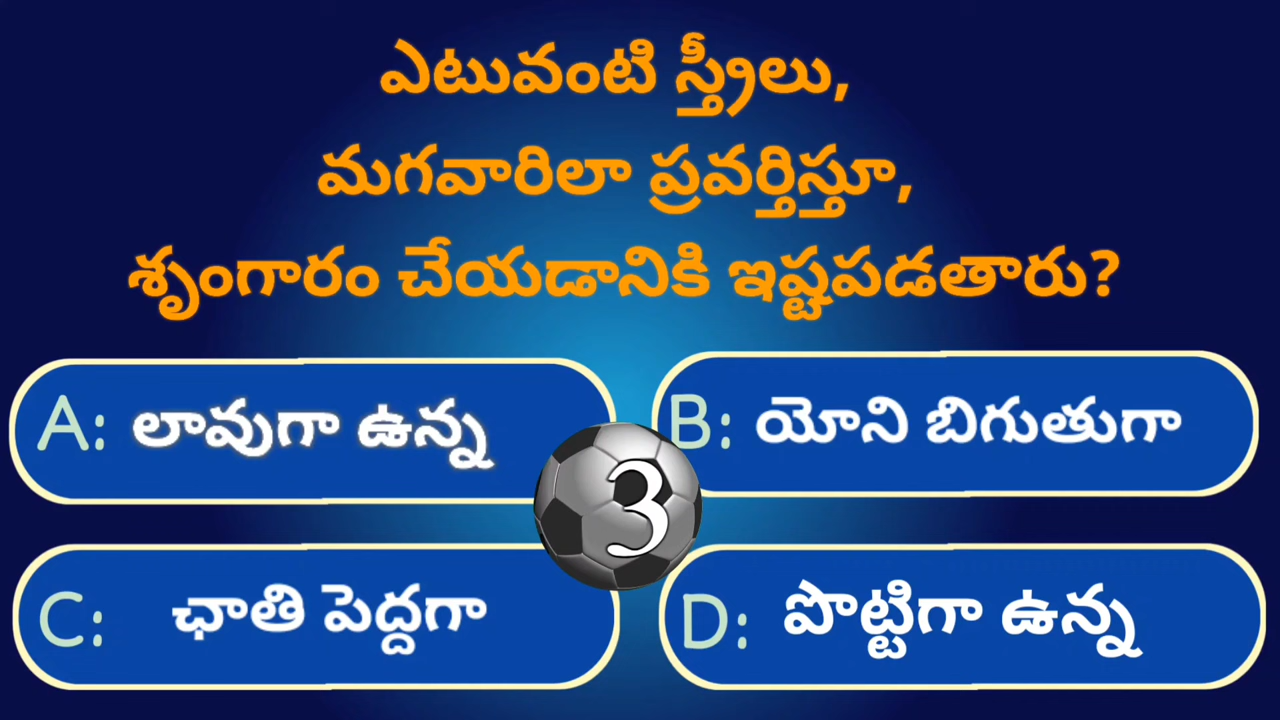 ఎటువంటి స్త్రీలు,
మగవారిలా ప్రవర్తిస్తూ,
శృంగారం చేయడానికి ఇష్టపడతారు?
A: లావుగా ఉన్న
B: యోని బిగుతుగా
3
C: ఛాతి పెద్దగా
D: పొట్టిగా ఉన్న